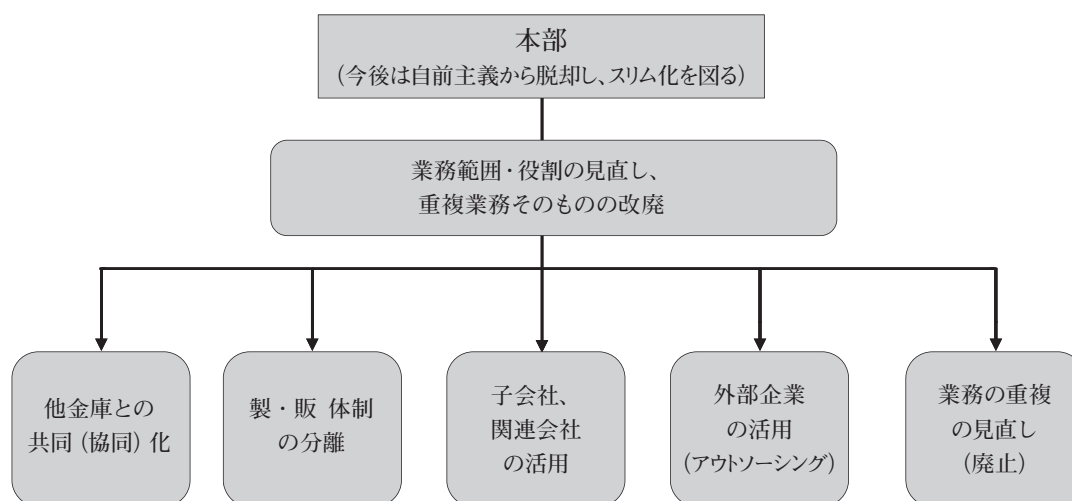 本部
(今後は自前主義から脱却し、スリム化を図る)
業務範囲・役割の見直し、
重複業務そのものの改廃
他金庫との
共同(協同)化
製・販 体制
の分離
子会社、
関連会社
の活用
外部企業
の活用
(アウトソーシング)
業務の重複
の見直し
(廃止)